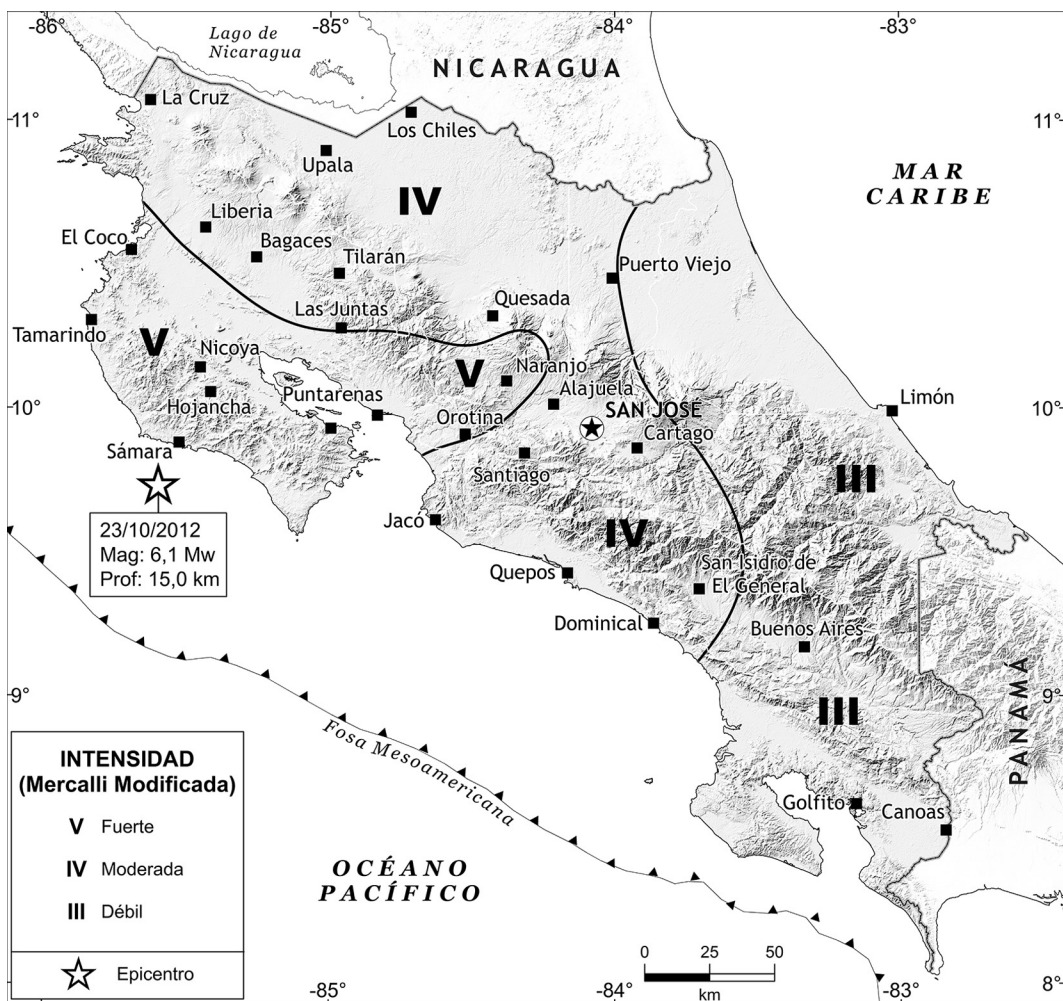 -86°
-85°
-84°
-83°
Lago de
Nicaragua
NICARAGUA
La Cruz
11°
Los Chiles
11°
Upala
MAR
CARIBE
IV
Liberia
El Coco
Bagaces
Tilarán
Puerto Viejo
Quesada
Las Juntas
Tamarindo
V
Nicoya
V
Naranjo
Hojancha
Puntarenas
Alajuela
10°
Orotina
SAN JOSÉ
Limón
10°
Sámara
Cartago
Santiago
III
23/10/2012
Mag: 6,1 Mw
Prof: 15,0 km
Jacó
IV
Quepos
San Isidro de
El General
Dominical
Buenos Aires
9°
9°
PANAMÁ
III
Fosa Mesoamericana
Golfito
Canoas
OCÉANO
PACÍFICO
INTENSIDAD
(Mercalli Modificada)
V Fuerte
IV Moderada
III Débil
Epicentro
0 25 50
km
-85°
-84°
-83°
8°